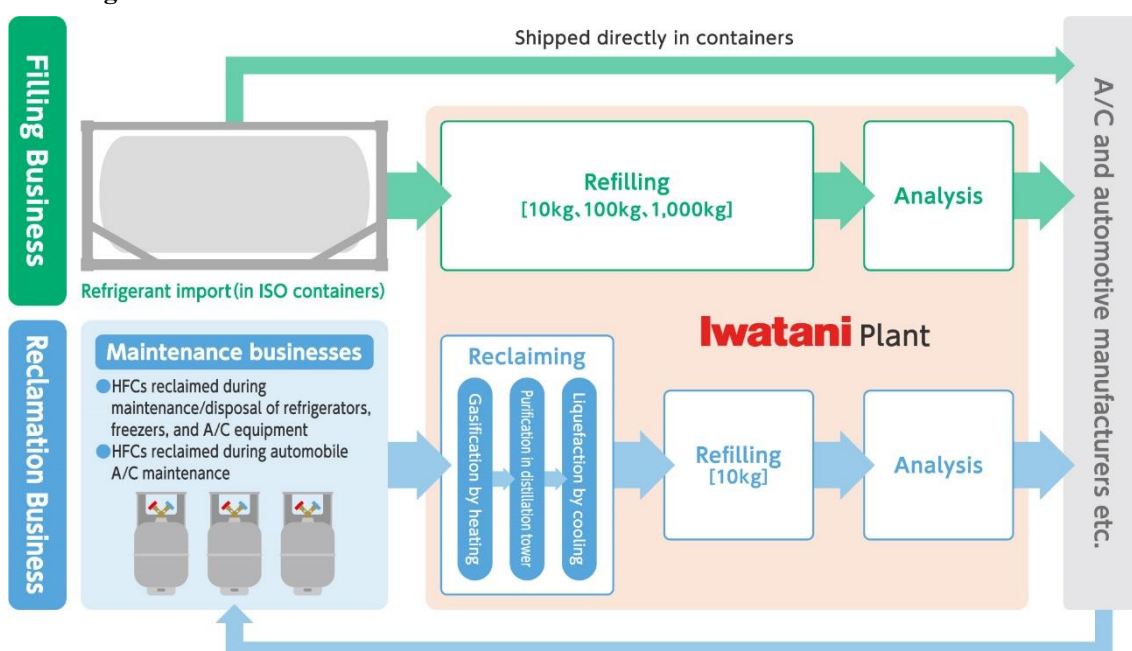 Shipped directly in containers
Filling Business
Refrigerant import(in ISO containers)
Refilling
[10kg、100kg、1,000kg]
Analysis
A/C and automotive manufacturers etc.
Iwatani Plant
Reclamation Business
Maintenance businesses
●HFCs reclaimed during
maintenance/disposal of refrigerators,
freezers, and A/C equipment
●HFCs reclaimed during automobile
A/C maintenance
Reclaiming
Gasification by heating
Purification in distillation tower
Liquefaction by cooling
Refilling
[10kg]
Analysis